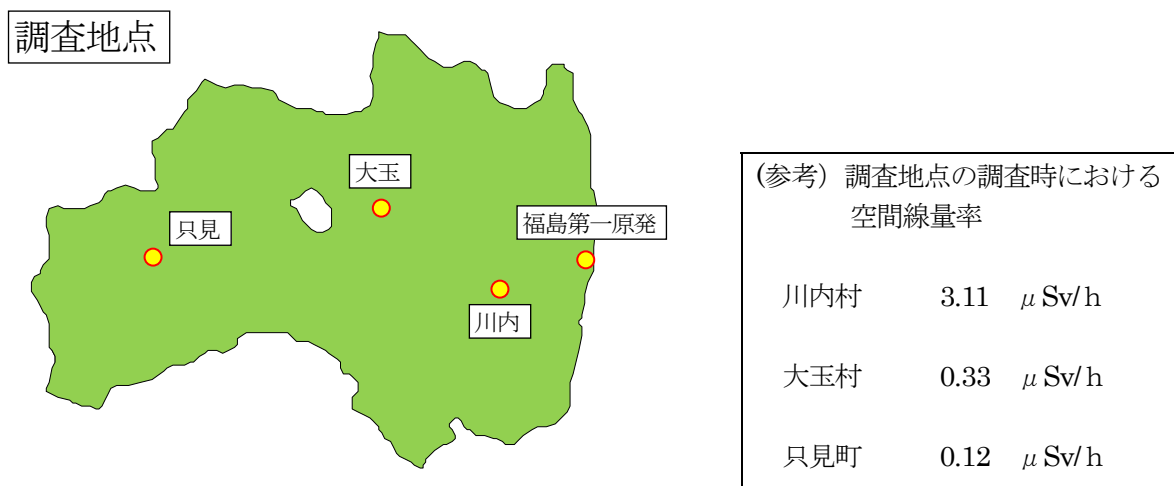 調査地点
大玉
只見
福島第一原発
川内
(参考) 調査地点の調査時における
空間線量率
川内村 3.11 μSv/h
大玉村 0.33 μSv/h
只見町 0.12 μSv/h